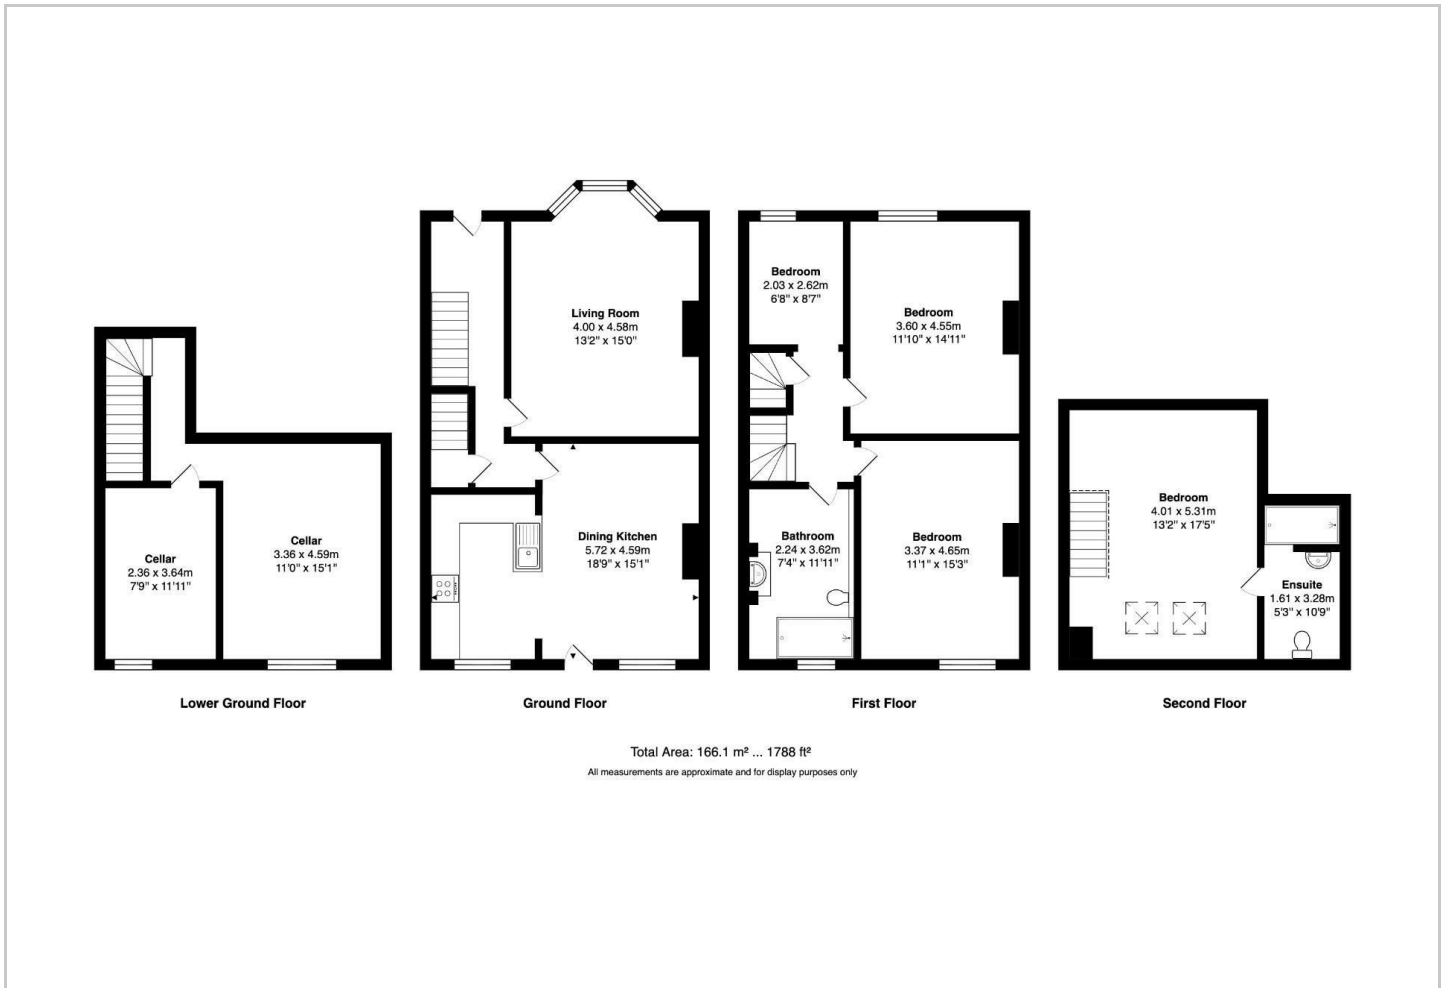 Living Room
4.00 x 4.58m
13'2" x 15'0"
Bedroom
2.03 x 2.62m
6'8" x 8'7"
Bedroom
3.60 x 4.55m
11'10" x 14'11"
Cellar
2.36 x 3.64m
7'9" x 11'11"
Cellar
3.36 x 4.59m
11'0" x 15'1"
Dining Kitchen
5.72 x 4.59m
18'9" x 15'1"
Bathroom
2.24 x 3.62m
7'4" x 11'11"
Bedroom
3.37 x 4.65m
11'1" x 15'3"
Bedroom
4.01 x 5.31m
13'2" x 17'5"
Ensuite
1.61 x 3.28m
5'3" x 10'9"
Lower Ground Floor
Ground Floor
First Floor
Second Floor
Total Area: 166.1 m² ... 1788 ft²
All measurements are approximate and for display purposes only